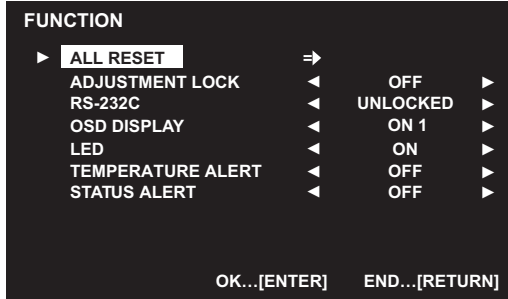 FUNCTION
ALL RESET
ADJUSTMENT LOCK OFF
RS-232C UNLOCKED
OSD DISPLAY ON 1
LED ON
TEMPERATURE ALERT OFF
STATUS ALERT OFF
OK…[ENTER] END…[RETURN]